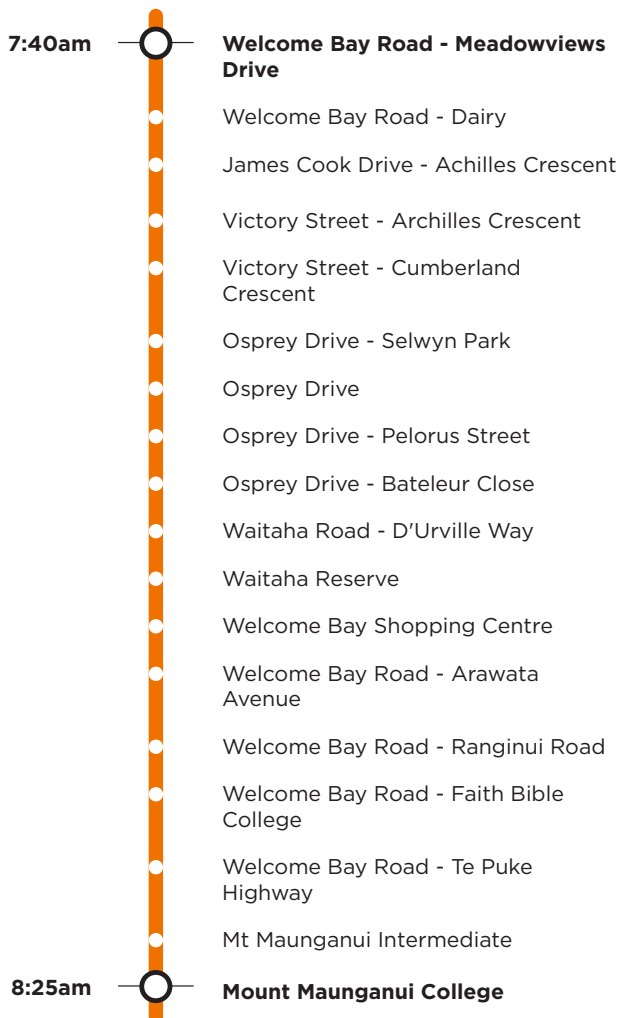 7:40am Welcome Bay Road - Meadowviews
Drive
Welcome Bay Road - Dairy
James Cook Drive - Achilles Crescent
Victory Street - Archilles Crescent
Victory Street - Cumberland
Crescent
Osprey Drive - Selwyn Park
Osprey Drive
Osprey Drive - Pelorus Street
Osprey Drive - Bateleur Close
Waitaha Road - D'Urville Way
Waitaha Reserve
Welcome Bay Shopping Centre
Welcome Bay Road - Arawata
Avenue
Welcome Bay Road - Ranginui Road
Welcome Bay Road - Faith Bible
College
Welcome Bay Road - Te Puke
Highway
Mt Maunganui Intermediate
8:25am Mount Maunganui College